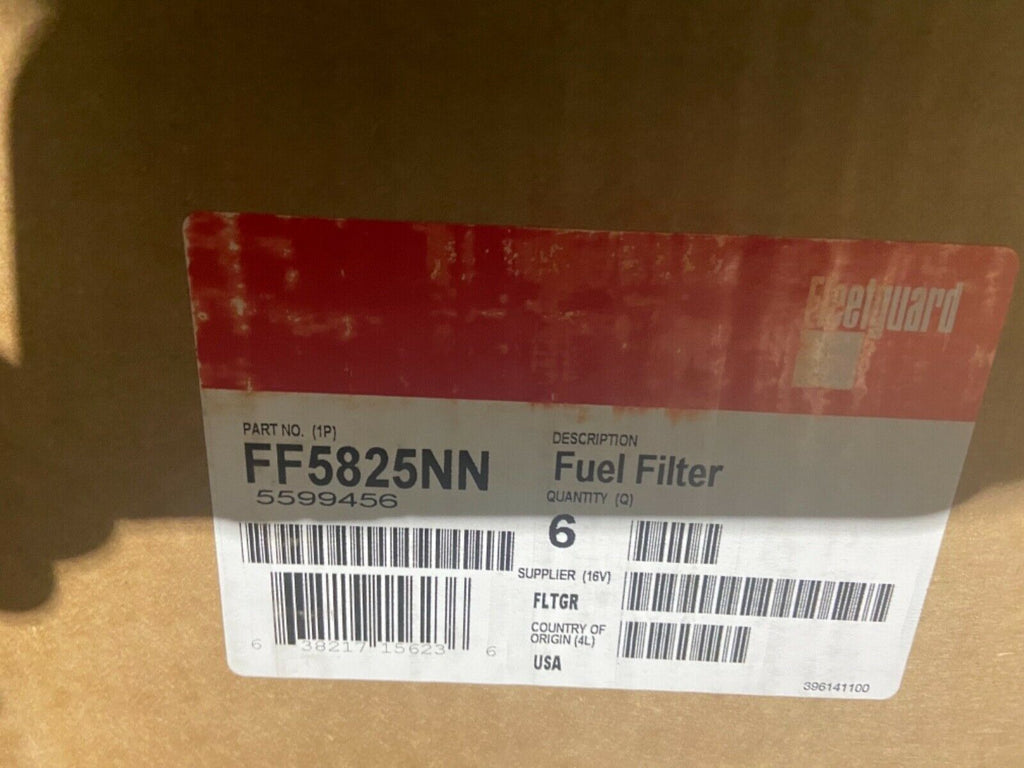 Fleetguard
PART NO. (1P)
FF5825NN
5599456
DESCRIPTION
Fuel Filter
QUANTITY (Q)
6
SUPPLIER (16V)
FLTGR
COUNTRY OF
ORIGIN (4L)
USA
6 38217 15623 6
396141100